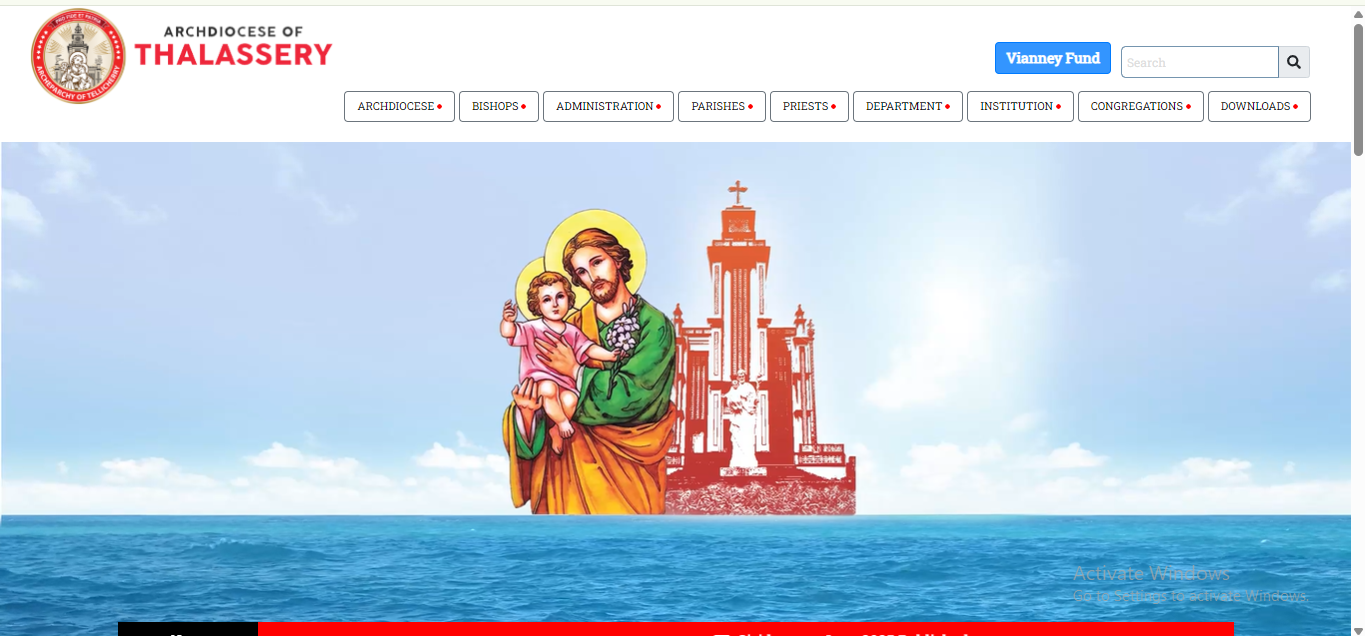 PRO FIDE ET PATRIA
ARCHEPARCHY OF TELLICHERRY
ARCHDIOCESE OF
THALASSERY
Vianney Fund
Search
ARCHDIOCESE
BISHOPS
ADMINISTRATION
PARISHES
PRIESTS
DEPARTMENT
INSTITUTION
CONGREGATIONS
DOWNLOADS
Activate Windows
Go to Settings to activate Windows.